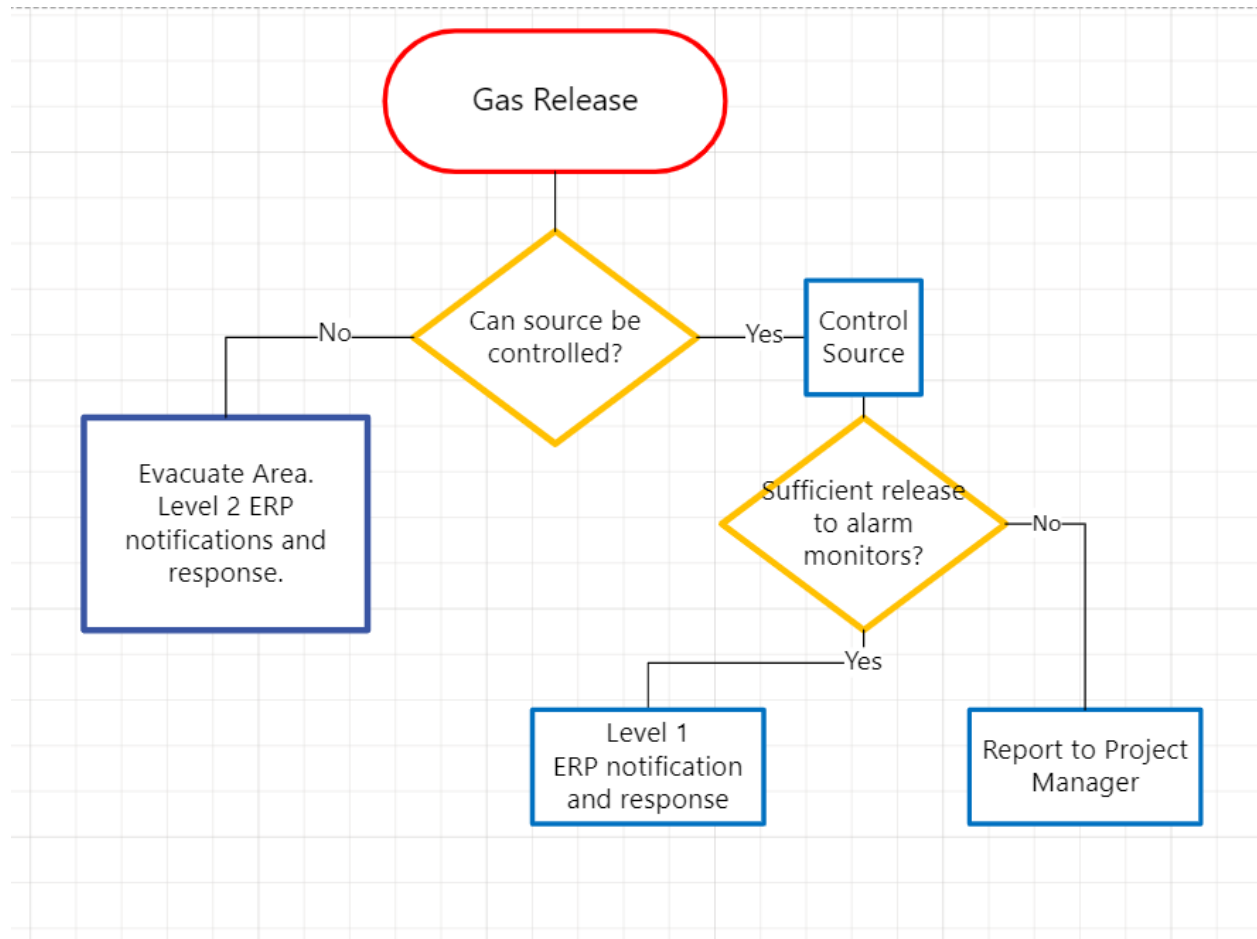 Gas Release
Can source be
controlled?
No
Yes
Control
Source
Evacuate Area.
Level 2 ERP
notifications and
response.
Sufficient release
to alarm
monitors?
No
Yes
Level 1
ERP notification
and response
Report to Project
Manager